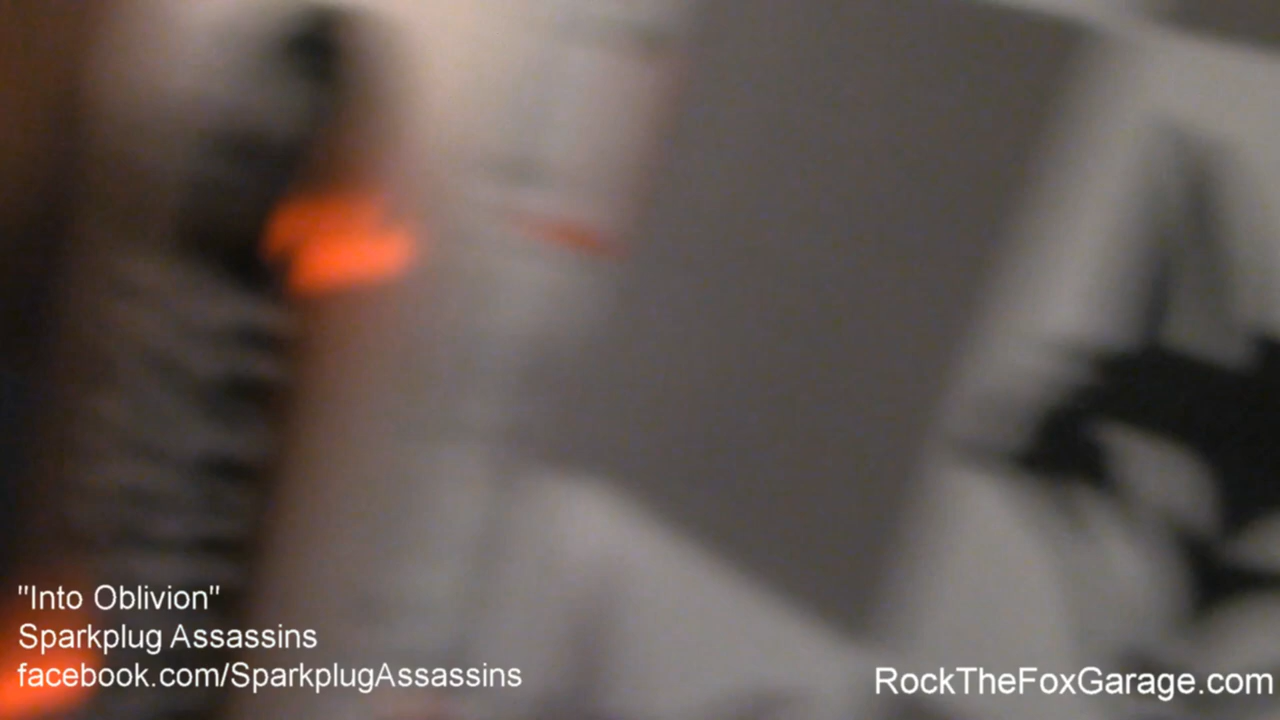 "Into Oblivion"
Sparkplug Assassins
facebook.com/SparkplugAssassins
RockTheFoxGarage.com